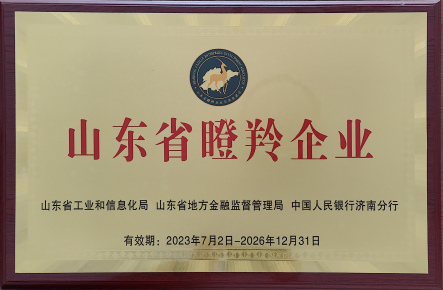 山东省瞪羚企业
山东省工业和信息化局 山东省地方金融监督管理局 中国人民银行济南分行
有效期：2023年7月2日-2026年12月31日